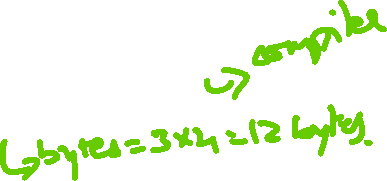 ↳ compile
↳ bytes = 3 x 4 = 12 bytes.